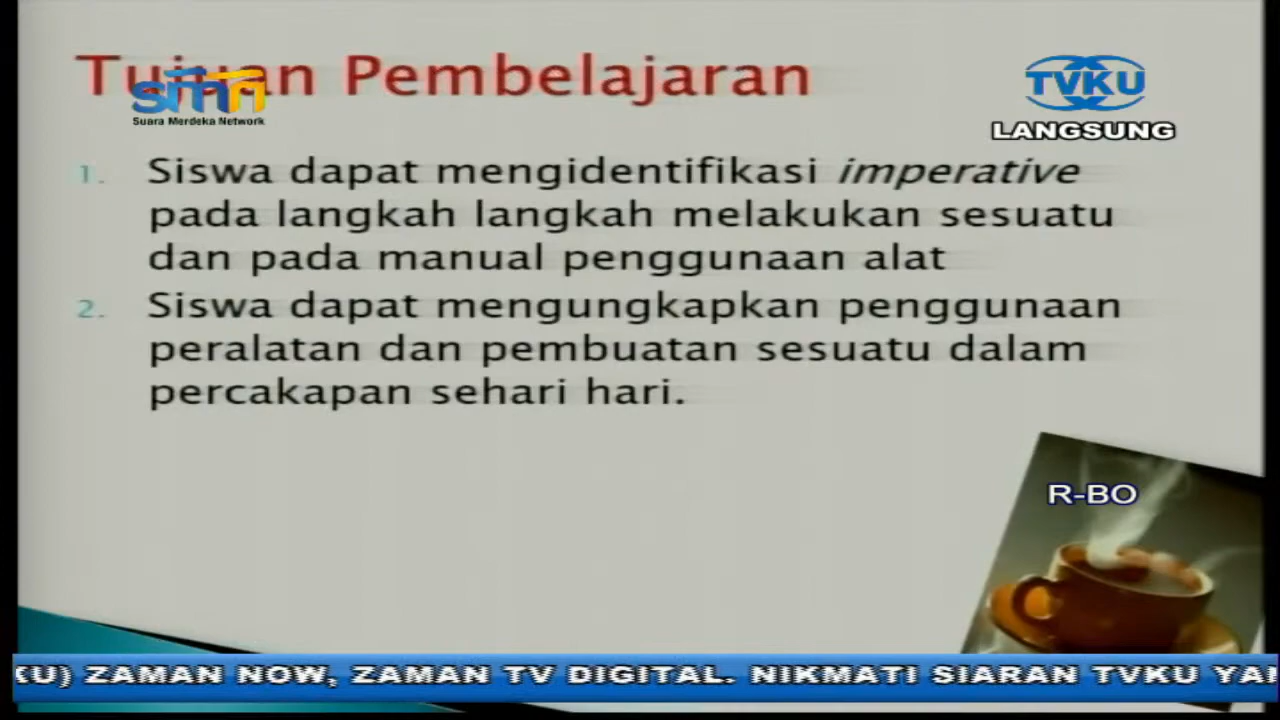 Tujuan Pembelajaran
smn
Suara Merdeka Network
TVKU
LANGSUNG
1. Siswa dapat mengidentifikasi imperative
pada langkah langkah melakukan sesuatu
dan pada manual penggunaan alat
2. Siswa dapat mengungkapkan penggunaan
peralatan dan pembuatan sesuatu dalam
percakapan sehari hari.
R-BO
KU) ZAMAN NOW, ZAMAN TV DIGITAL. NIKMATI SIARAN TVKU